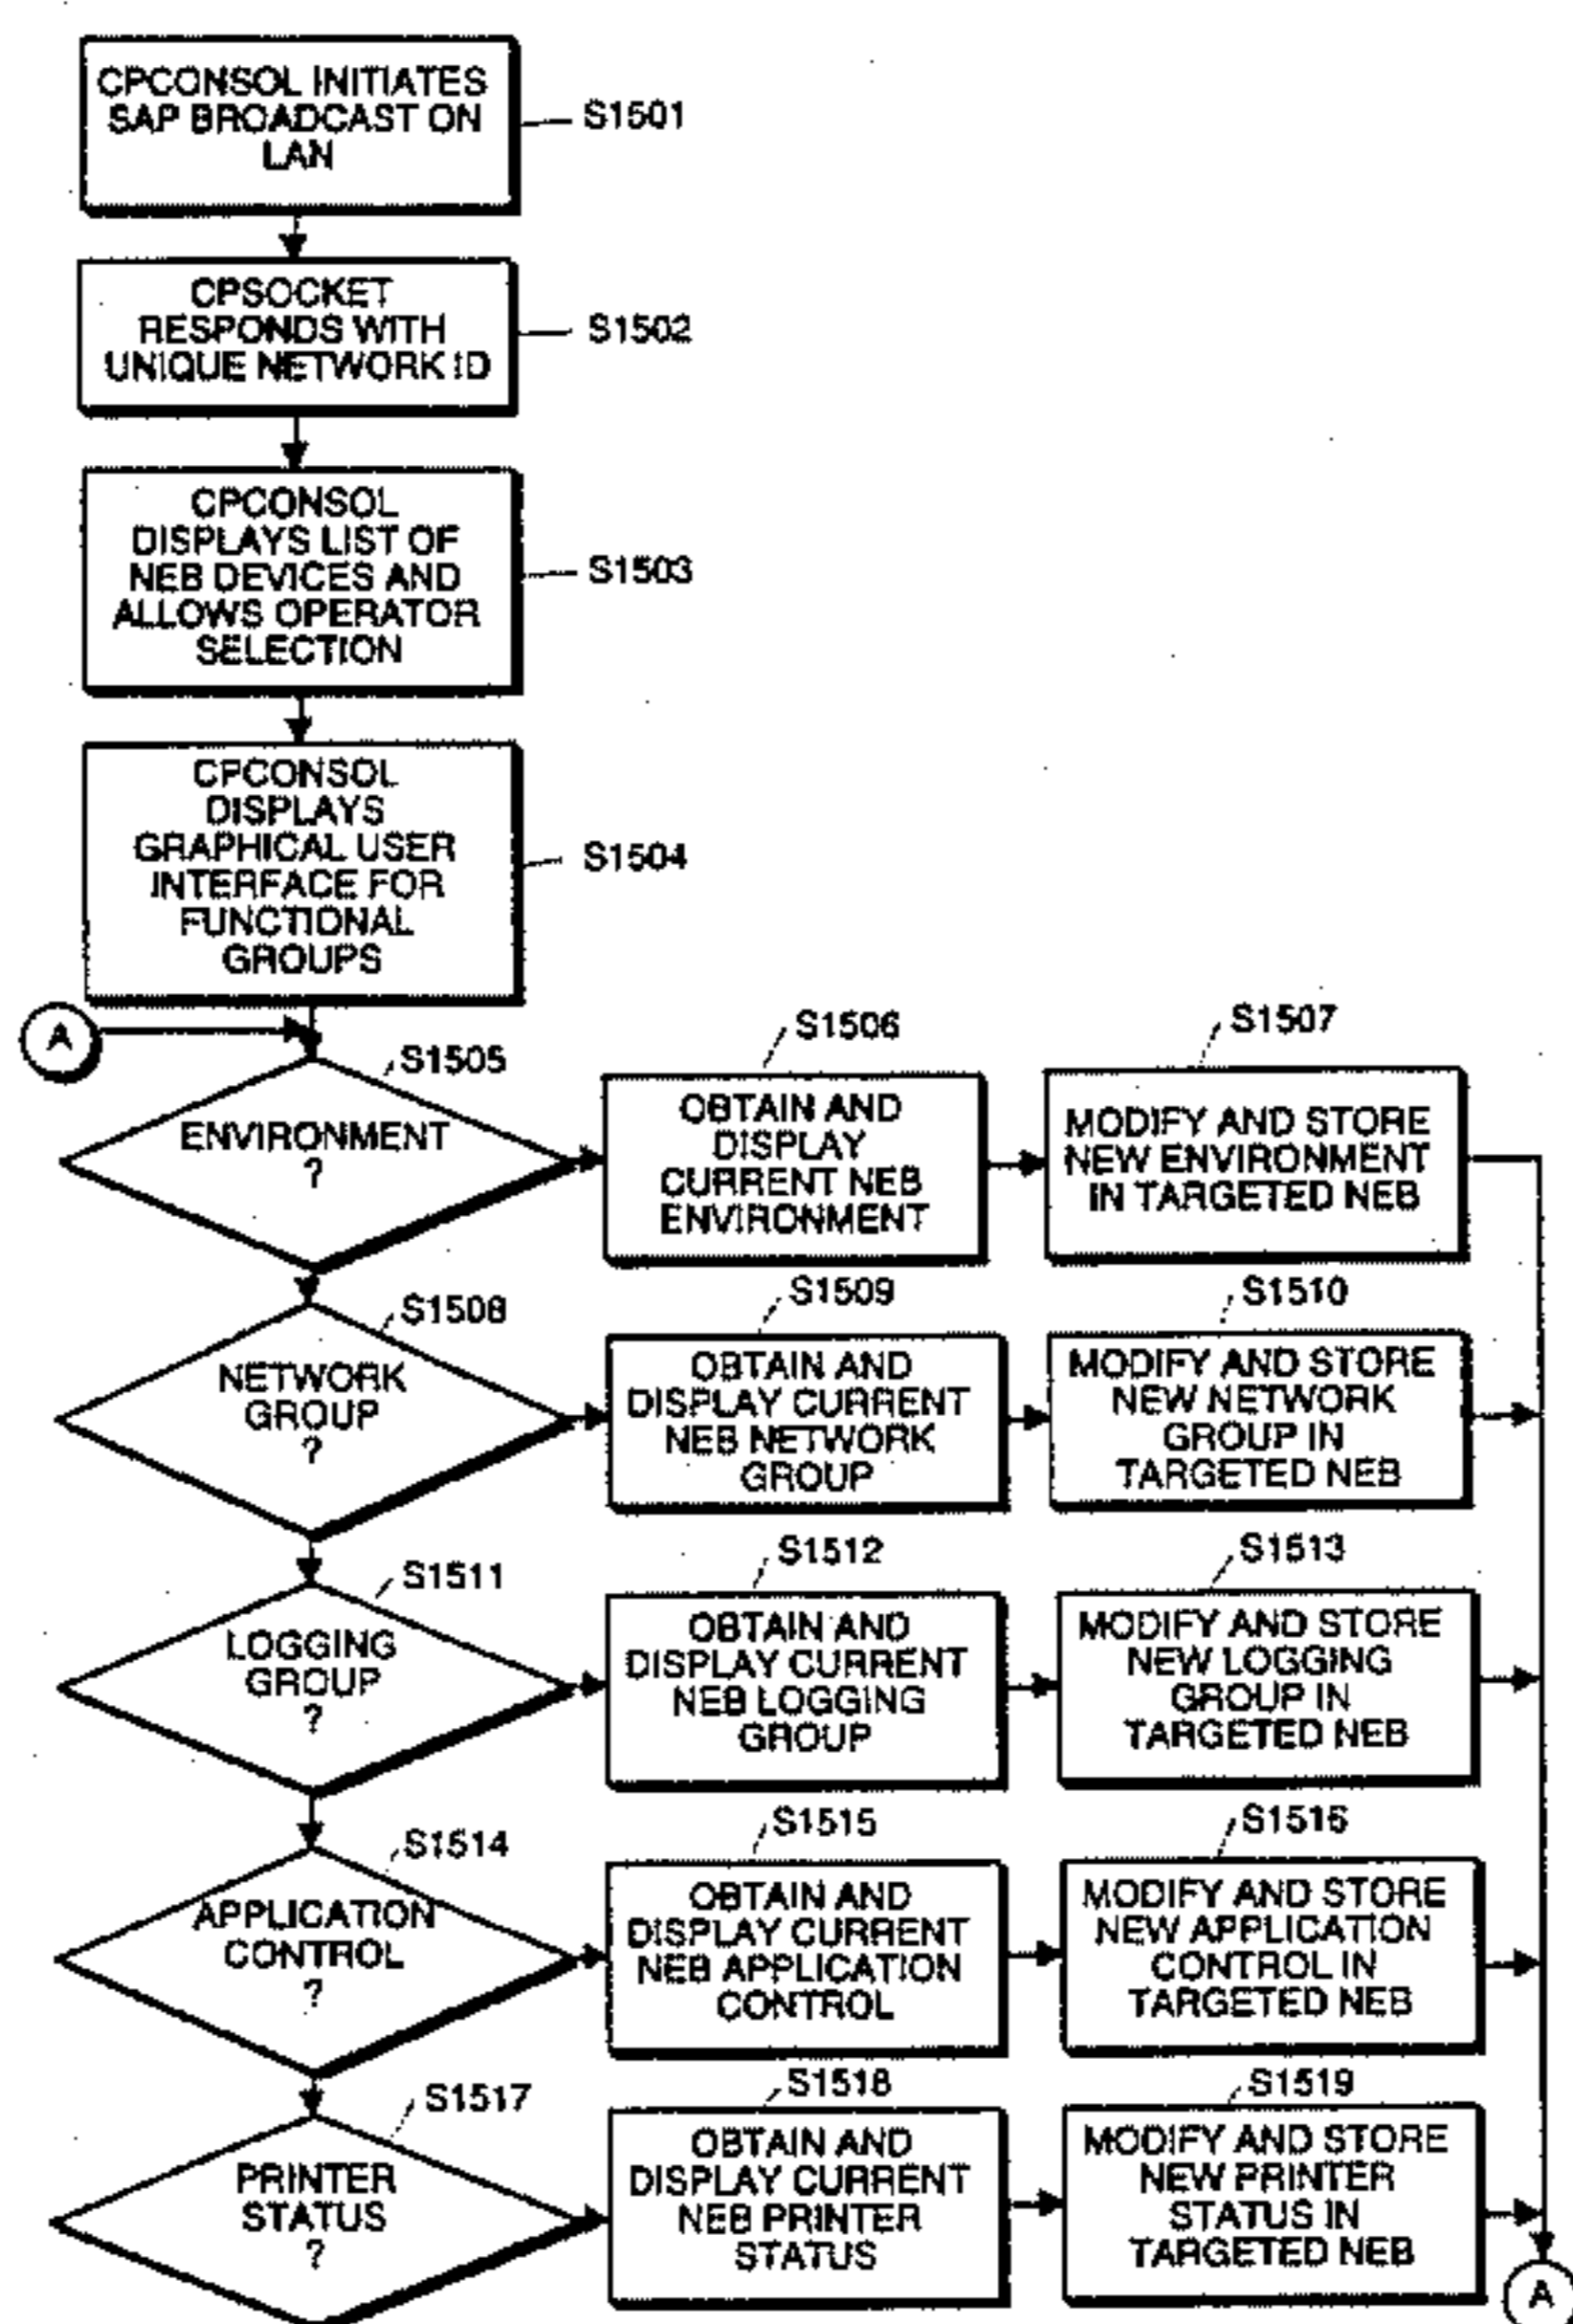 CPCONSOL INITIATES
SAP BROADCAST ON
LAN
S1501
CPSOCKET
RESPONDS WITH
UNIQUE NETWORK ID
S1502
CPCONSOL
DISPLAYS LIST OF
NEB DEVICES AND
ALLOWS OPERATOR
SELECTION
S1503
CPCONSOL
DISPLAYS
GRAPHICAL USER
INTERFACE FOR
FUNCTIONAL
GROUPS
S1504
A
S1505
ENVIRONMENT
?
S1506
OBTAIN AND
DISPLAY
CURRENT NEB
ENVIRONMENT
S1507
MODIFY AND STORE
NEW ENVIRONMENT
IN TARGETED NEB
S1508
NETWORK
GROUP
?
S1509
OBTAIN AND
DISPLAY CURRENT
NEB NETWORK
GROUP
S1510
MODIFY AND STORE
NEW NETWORK
GROUP IN
TARGETED NEB
S1511
LOGGING
GROUP
?
S1512
OBTAIN AND
DISPLAY CURRENT
NEB LOGGING
GROUP
S1513
MODIFY AND STORE
NEW LOGGING
GROUP IN
TARGETED NEB
S1514
APPLICATION
CONTROL
?
S1515
OBTAIN AND
DISPLAY CURRENT
NEB APPLICATION
CONTROL
S1516
MODIFY AND STORE
NEW APPLICATION
CONTROL IN
TARGETED NEB
S1517
PRINTER
STATUS
?
S1518
OBTAIN AND
DISPLAY CURRENT
NEB PRINTER
STATUS
S1519
MODIFY AND STORE
NEW PRINTER
STATUS IN
TARGETED NEB
A